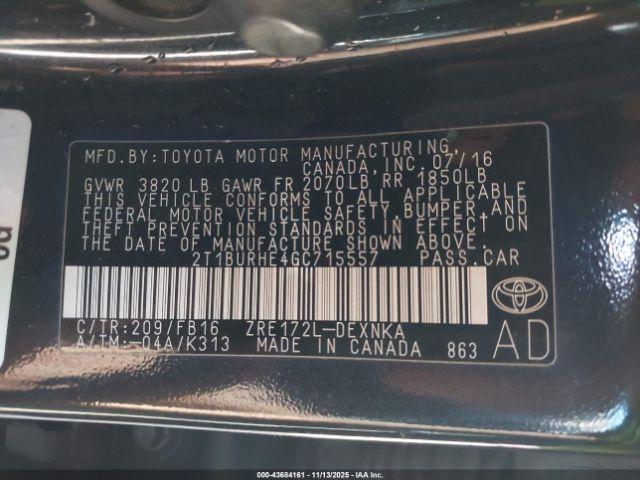 MFD.BY:TOYOTA MOTOR MANUFACTURING,
CANADA,INC.07/16
GVWR 3820 LB GAWR FR 2070LB RR 1850LB
THIS VEHICLE CONFORMS TO ALL APPLICABLE
FEDERAL MOTOR VEHICLE SAFETY,BUMPER,AND
THEFT PREVENTION STANDARDS IN EFFECT ON
THE DATE OF MANUFACTURE SHOWN ABOVE.
2T1BURHE4GC715557 PASS.CAR
C/TR:209/FB16 ZRE172L-DEXNKA
A/TM:-04A/K313 MADE IN CANADA 863
AD
000-43684161 - 11/13/2025 - IAAI.COM